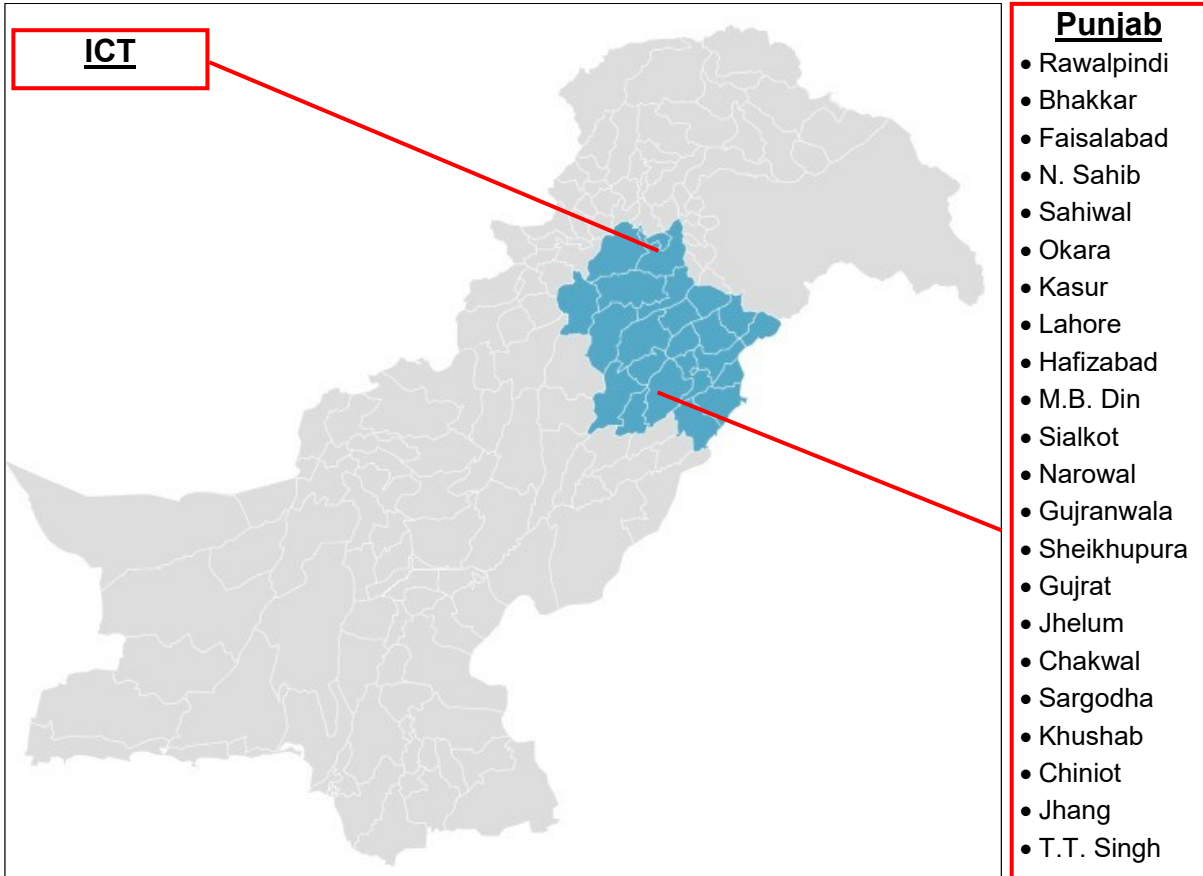 ICT
Punjab
• Rawalpindi
• Bhakkar
• Faisalabad
• N. Sahib
• Sahiwal
• Okara
• Kasur
• Lahore
• Hafizabad
• M.B. Din
• Sialkot
• Narowal
• Gujranwala
• Sheikhupura
• Gujrat
• Jhelum
• Chakwal
• Sargodha
• Khushab
• Chiniot
• Jhang
• T.T. Singh